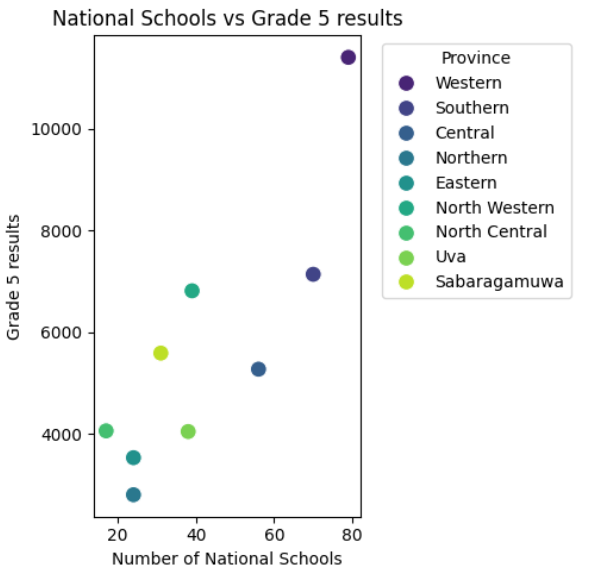 National Schools vs Grade 5 results
Province
Western
Southern
Central
Northern
Eastern
North Western
North Central
Uva
Sabaragamuwa
Grade 5 results
10000
8000
6000
4000
20 40 60 80
Number of National Schools